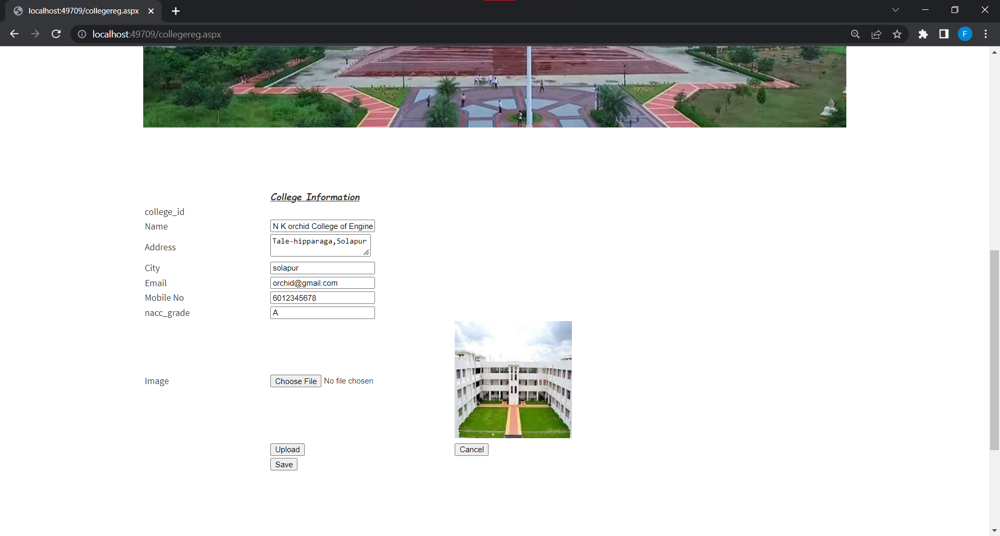 localhost:49709/collegereg.aspx
localhost:49709/collegereg.aspx
F
College Information
college_id
Name
N K orchid College of Engine
Address
Tale-hipparaga,Solapur
City
solapur
Email
orchid@gmail.com
Mobile No
6012345678
nacc_grade
A
Image
Choose File No file chosen
Upload
Cancel
Save